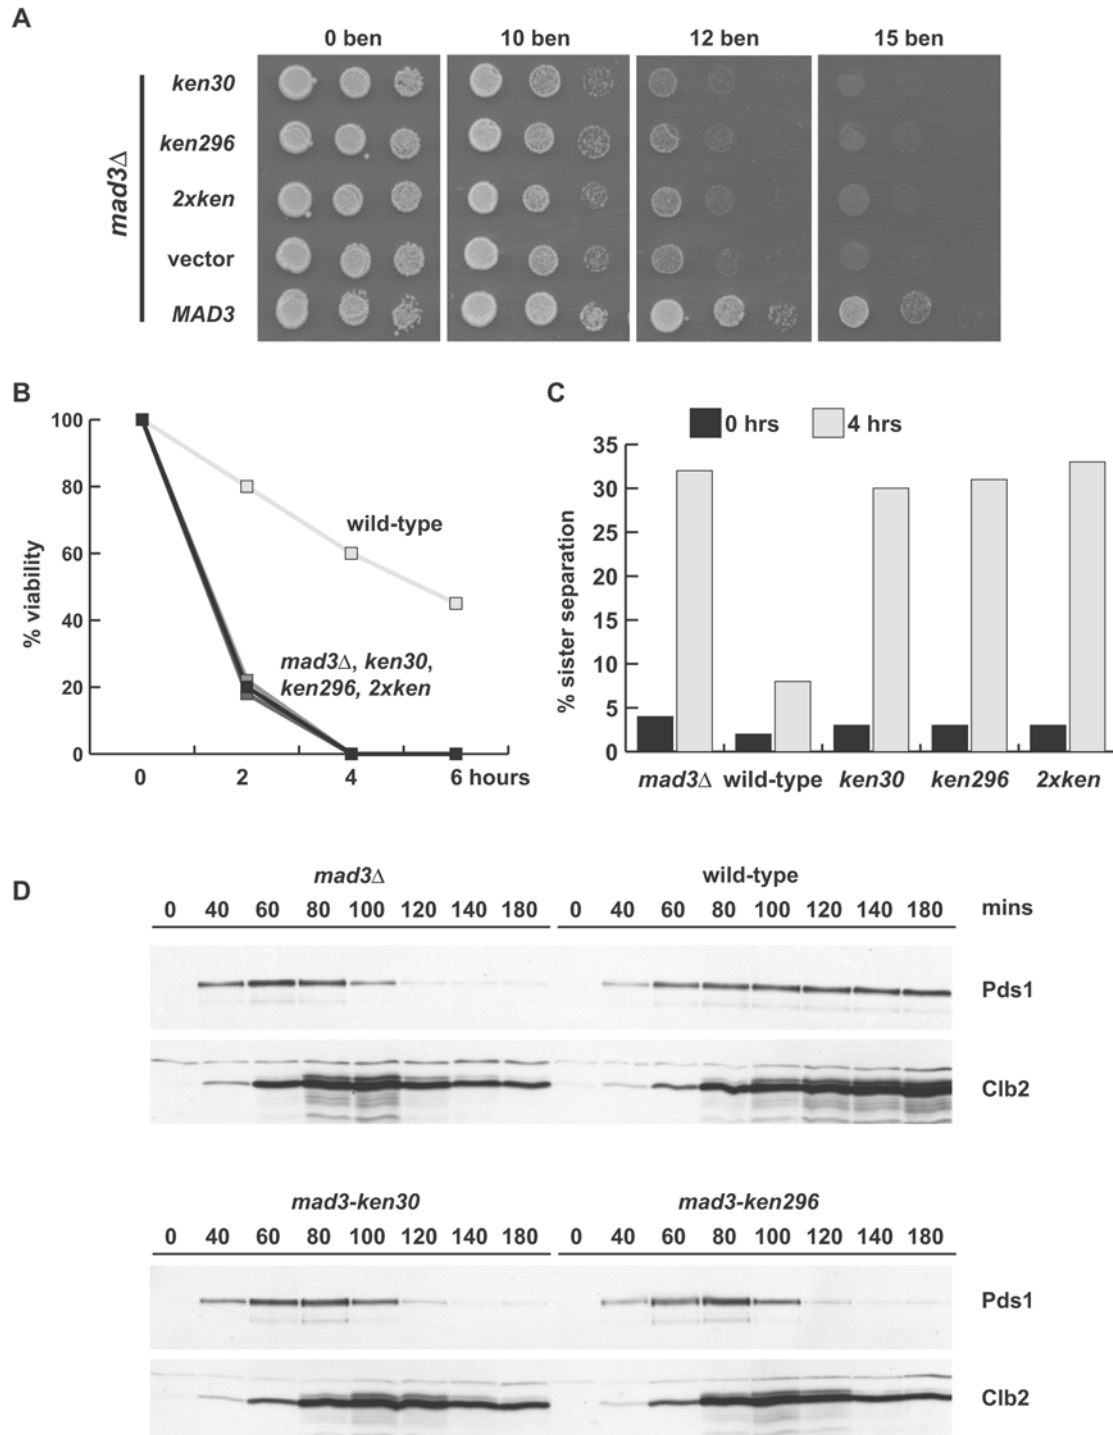 A
0 ben 10 ben 12 ben 15 ben
mad3Δ
ken30
ken296
2xken
vector
MAD3
B
100
80
60
40
20
0
% viability
wild-type
mad3Δ, ken30,
ken296, 2xken
0 2 4 6 hours
C
0 hrs 4 hrs
35
30
25
20
15
10
5
0
% sister separation
mad3Δ wild-type ken30 ken296 2xken
D
mad3Δ wild-type
0 40 60 80 100 120 140 180 0 40 60 80 100 120 140 180 mins
Pds1
Clb2
mad3-ken30 mad3-ken296
0 40 60 80 100 120 140 180 0 40 60 80 100 120 140 180
Pds1
Clb2